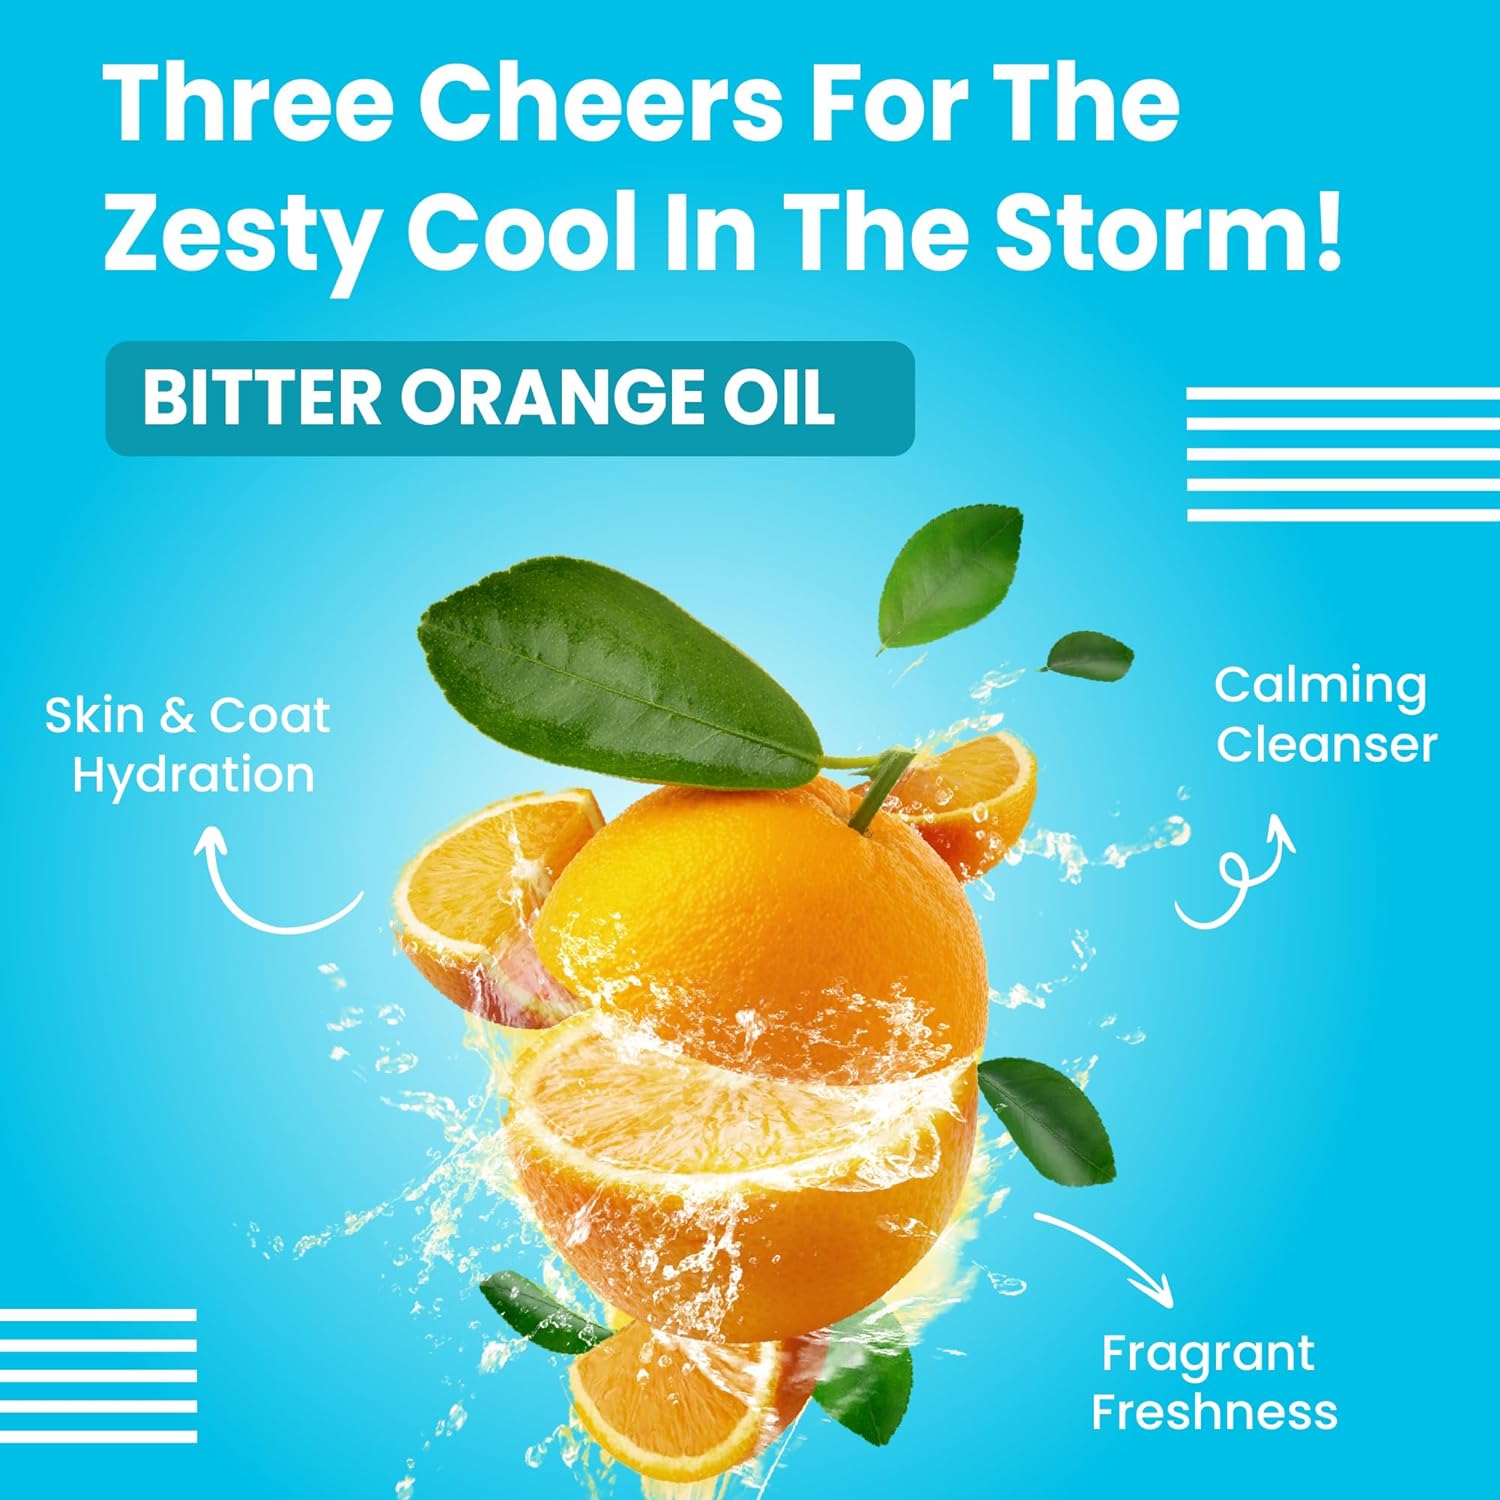 Three Cheers For The
Zesty Cool In The Storm!
BITTER ORANGE OIL
Skin & Coat
Hydration
Calming
Cleanser
Fragrant
Freshness